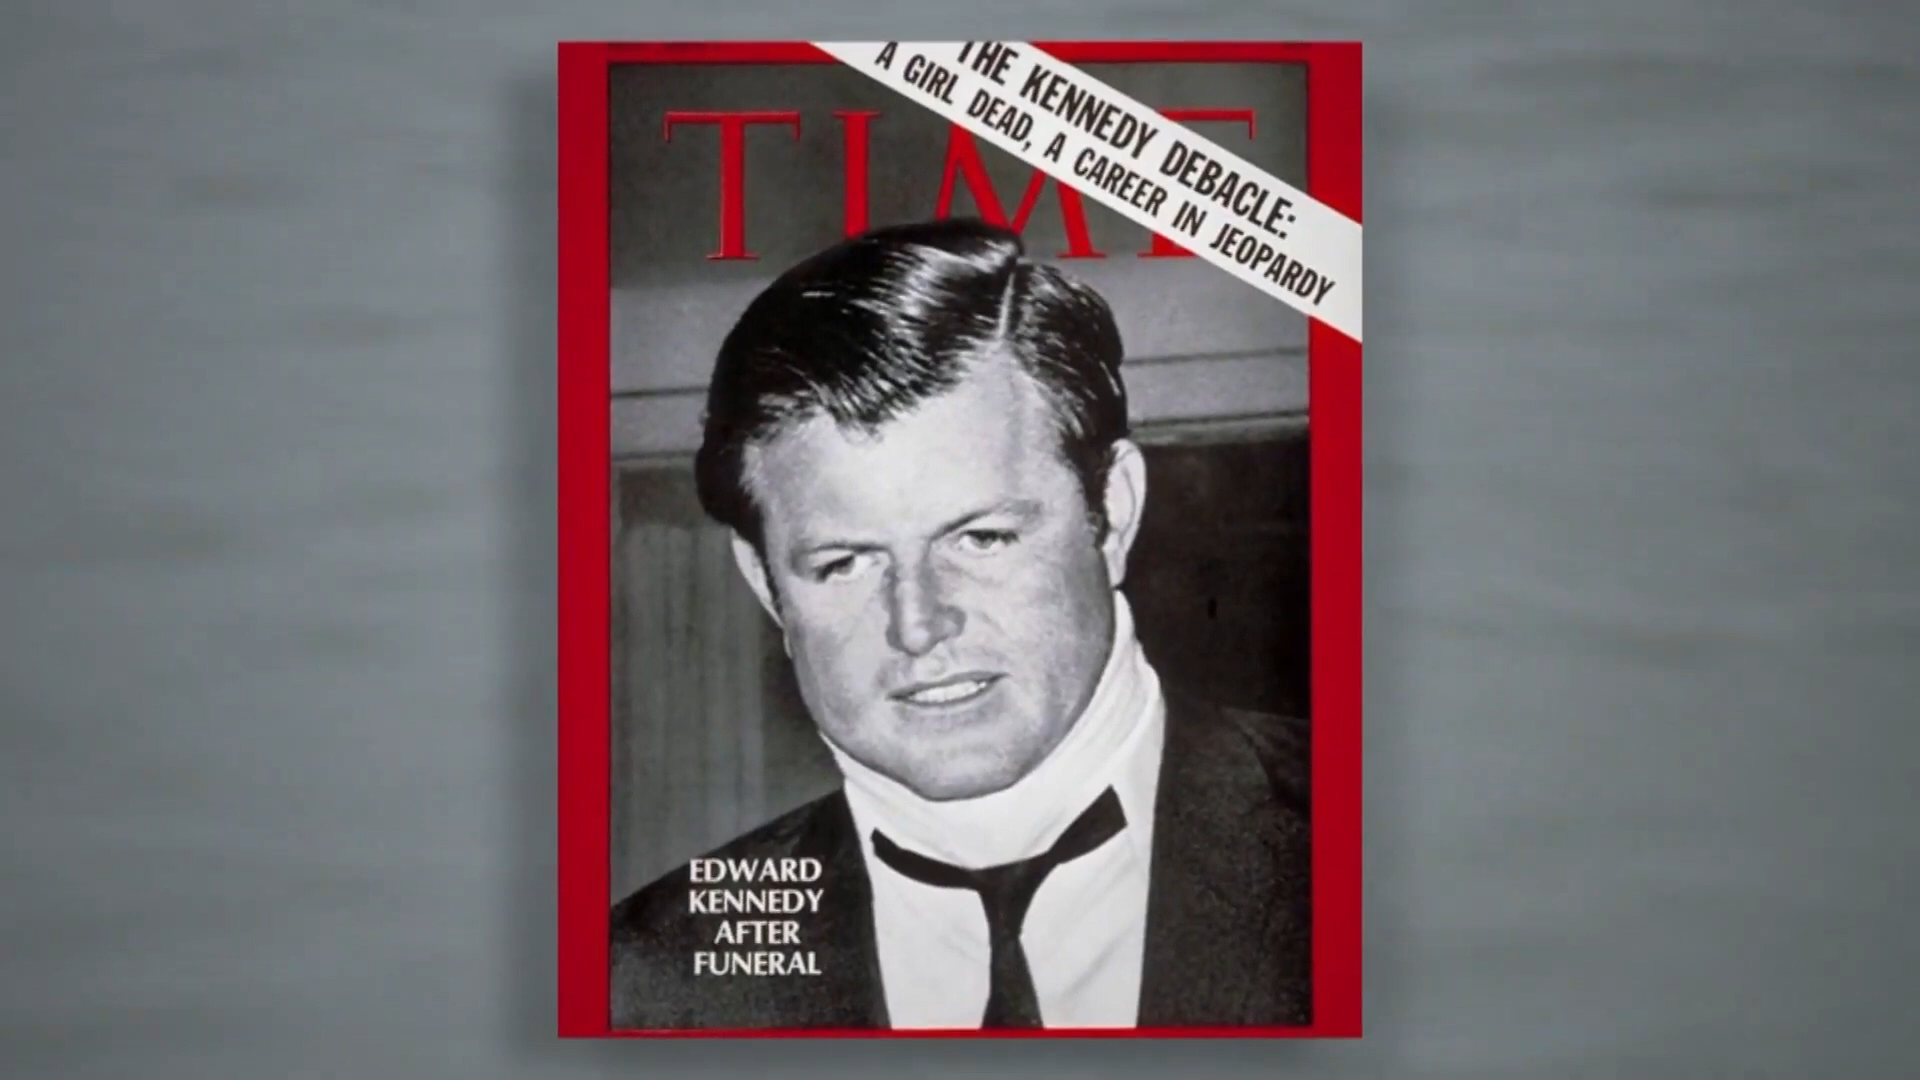 THE KENNEDY DEBACLE:
A GIRL DEAD, A CAREER IN JEOPARDY
TIME
EDWARD
KENNEDY
AFTER
FUNERAL